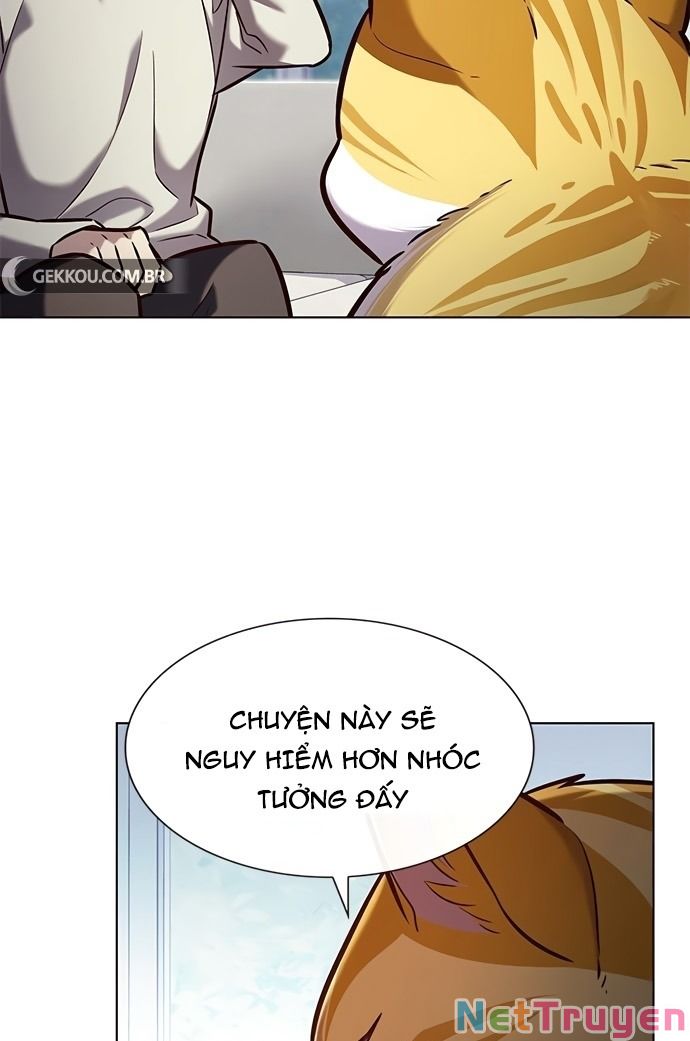 GEKKOU.COM.BR
CHUYỆN NÀY SẼ
NGUY HIỂM HƠN NHÓC
TƯỞNG ĐẤY
NetTruyen